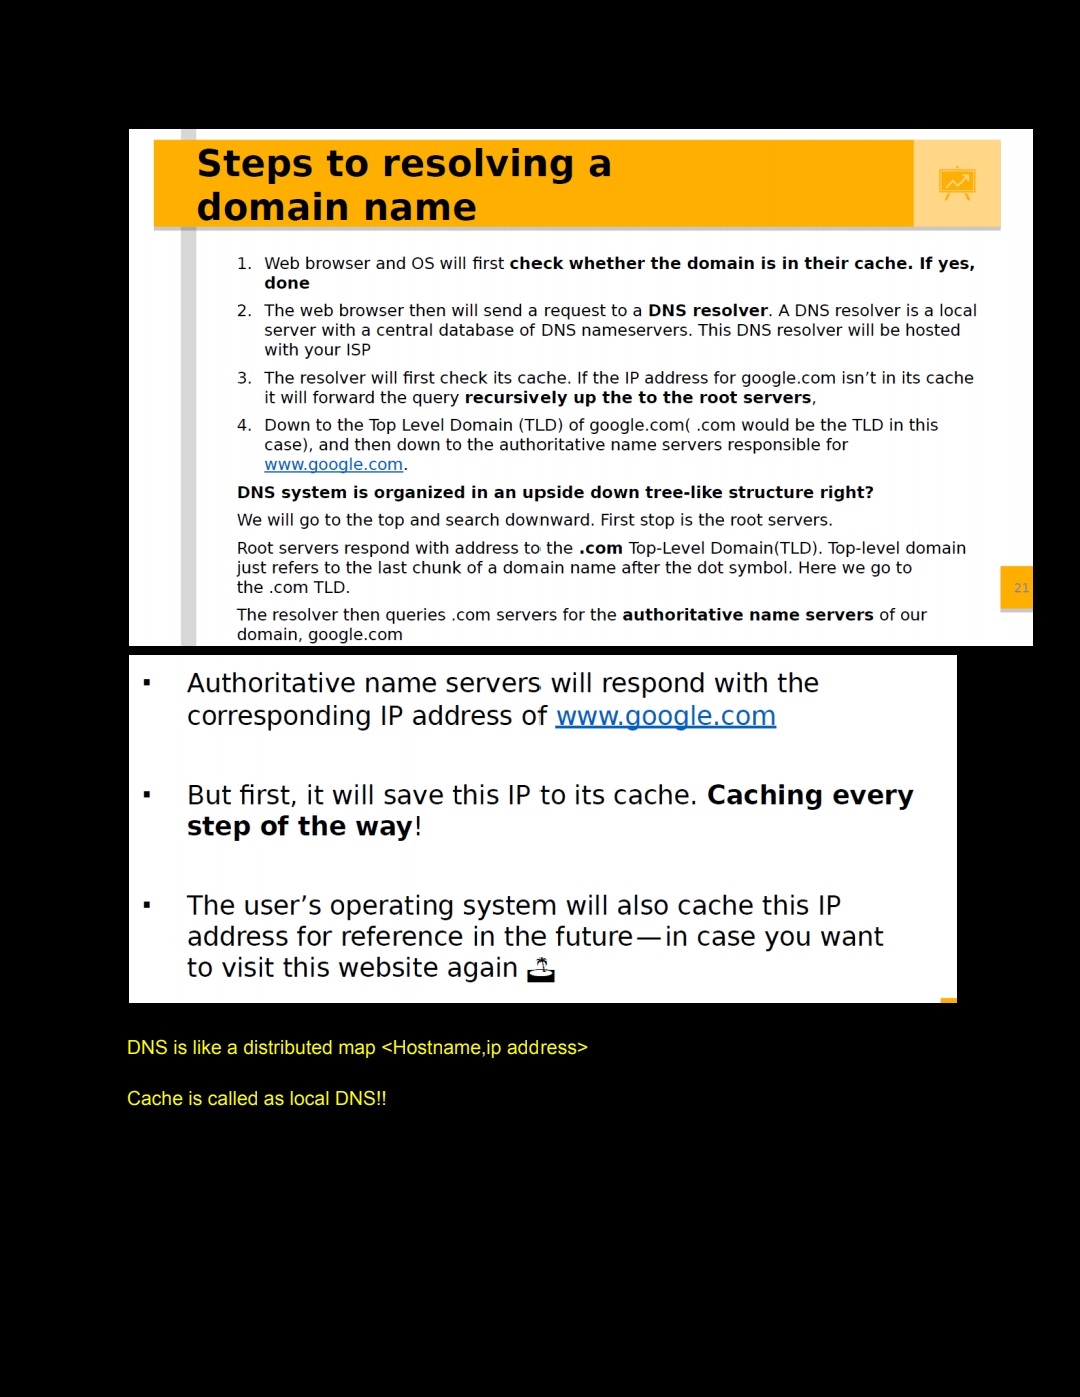 Steps to resolving a
domain name
1. Web browser and OS will first check whether the domain is in their cache. If yes,
done
2. The web browser then will send a request to a DNS resolver. A DNS resolver is a local
server with a central database of DNS nameservers. This DNS resolver will be hosted
with your ISP
3. The resolver will first check its cache. If the IP address for google.com isn’t in its cache
it will forward the query recursively up the to the root servers,
4. Down to the Top Level Domain (TLD) of google.com( .com would be the TLD in this
case), and then down to the authoritative name servers responsible for
www.google.com.
DNS system is organized in an upside down tree-like structure right?
We will go to the top and search downward. First stop is the root servers.
Root servers respond with address to the .com Top-Level Domain(TLD). Top-level domain
just refers to the last chunk of a domain name after the dot symbol. Here we go to
the .com TLD.
21
The resolver then queries .com servers for the authoritative name servers of our
domain, google.com
▪ Authoritative name servers will respond with the
corresponding IP address of www.google.com
▪ But first, it will save this IP to its cache. Caching every
step of the way!
▪ The user’s operating system will also cache this IP
address for reference in the future—in case you want
to visit this website again 🏝
DNS is like a distributed map <Hostname,ip address>
Cache is called as local DNS!!